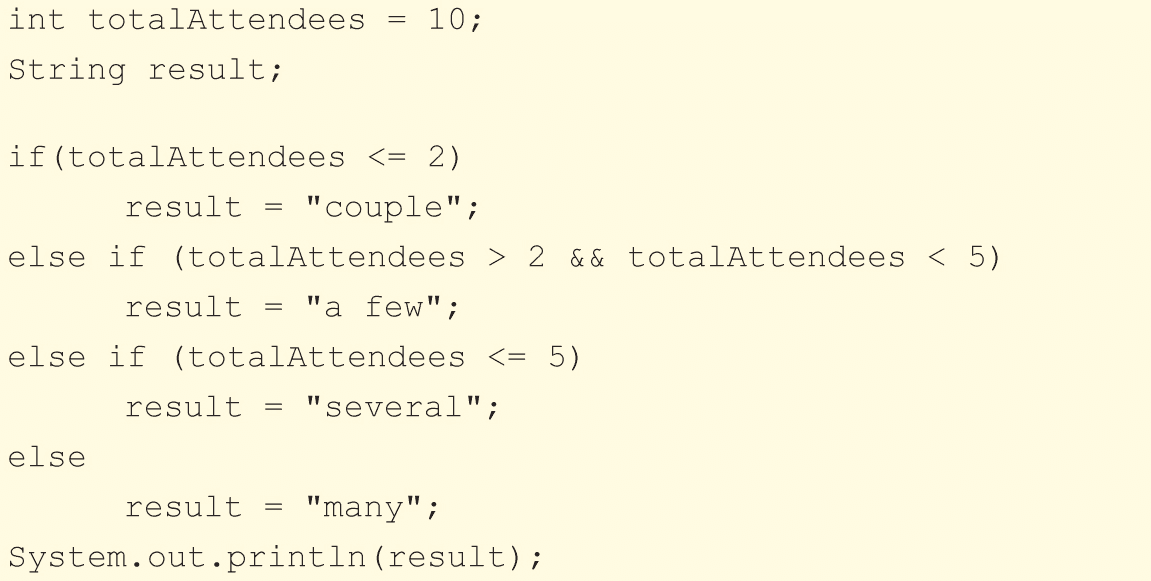 int totalAttendees = 10;
String result;
if(totalAttendees <= 2)
result = "couple";
else if (totalAttendees > 2 && totalAttendees < 5)
result = "a few";
else if (totalAttendees <= 5)
result = "several";
else
result = "many";
System.out.println(result);